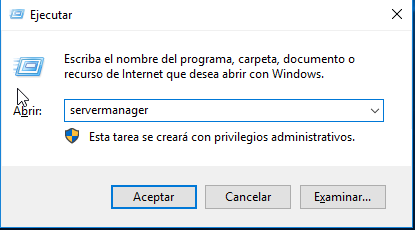 Ejecutar
Escriba el nombre del programa, carpeta, documento o
recurso de Internet que desea abrir con Windows.
Abrir:
servermanager
Esta tarea se creará con privilegios administrativos.
Aceptar
Cancelar
Examinar...